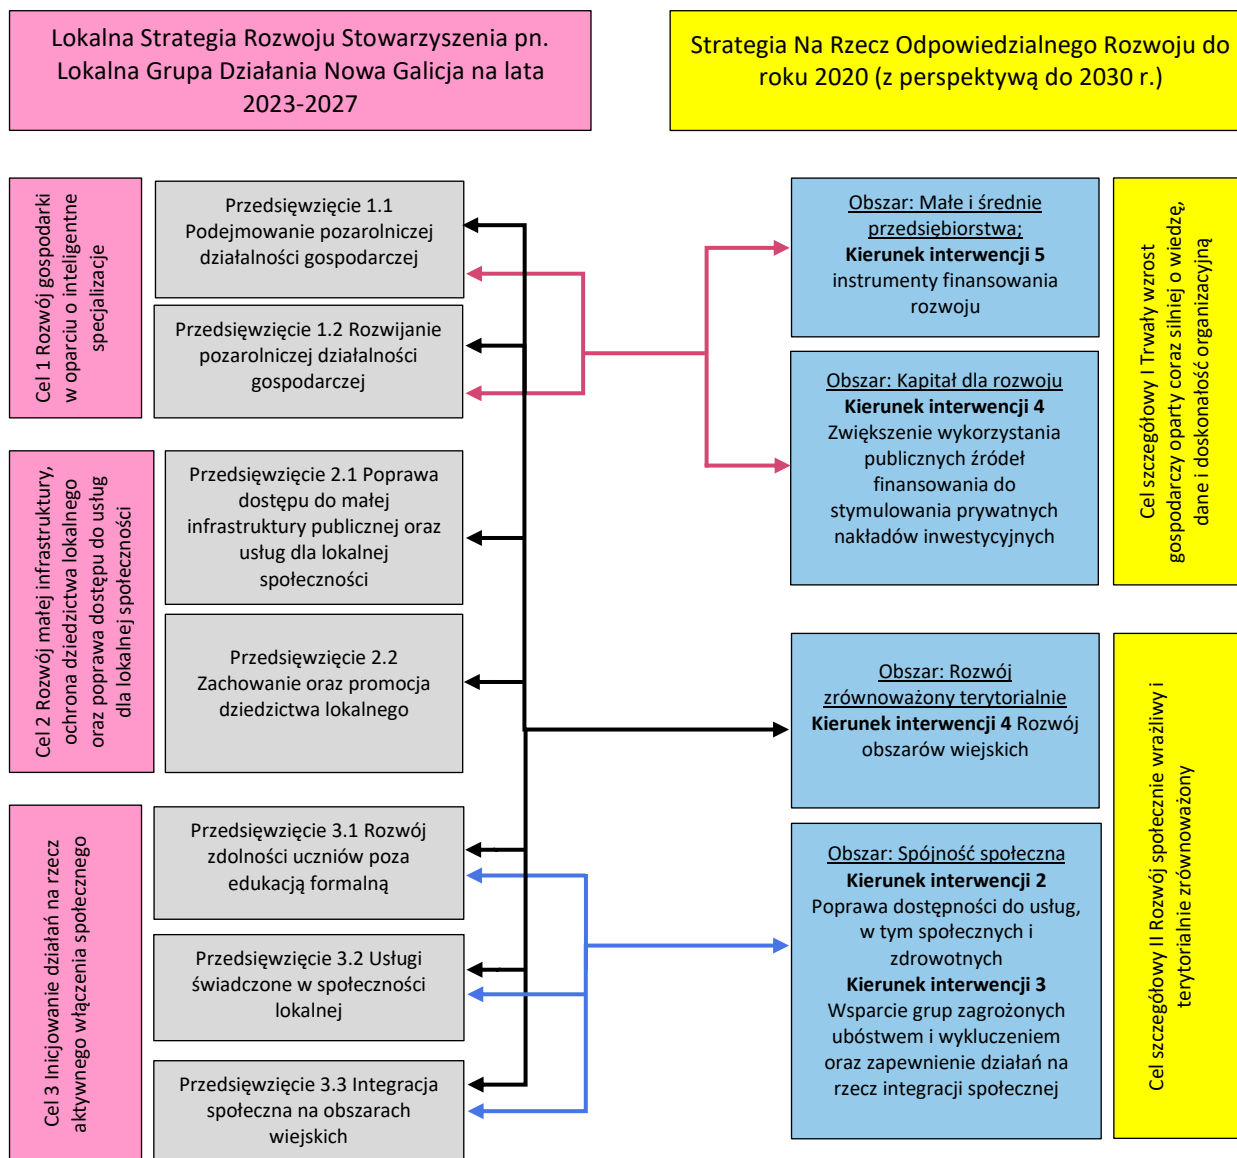 Lokalna Strategia Rozwoju Stowarzyszenia pn.
Lokalna Grupa Działania Nowa Galicja na lata
2023-2027
Strategia Na Rzecz Odpowiedzialnego Rozwoju do
roku 2020 (z perspektywą do 2030 r.)
Cel 1 Rozwój gospodarki
w oparciu o inteligentne
specjalizacje
Przedsięwzięcie 1.1
Podejmowanie pozarolniczej
działalności gospodarczej
Przedsięwzięcie 1.2 Rozwijanie
pozarolniczej działalności
gospodarczej
Cel 2 Rozwój małej infrastruktury,
ochrona dziedzictwa lokalnego
oraz poprawa dostępu do usług
dla lokalnej społeczności
Przedsięwzięcie 2.1 Poprawa
dostępu do małej
infrastruktury publicznej oraz
usług dla lokalnej
społeczności
Przedsięwzięcie 2.2
Zachowanie oraz promocja
dziedzictwa lokalnego
Cel 3 Inicjowanie działań na rzecz
aktywnego włączenia społecznego
Przedsięwzięcie 3.1 Rozwój
zdolności uczniów poza
edukacją formalną
Przedsięwzięcie 3.2 Usługi
świadczone w społeczności
lokalnej
Przedsięwzięcie 3.3 Integracja
społeczna na obszarach
wiejskich
Obszar: Małe i średnie
przedsiębiorstwa;
Kierunek interwencji 5
instrumenty finansowania
rozwoju
Obszar: Kapitał dla rozwoju
Kierunek interwencji 4
Zwiększenie wykorzystania
publicznych źródeł
finansowania do
stymulowania prywatnych
nakładów inwestycyjnych
Cel szczegółowy I Trwały wzrost
gospodarczy oparty coraz silniej o wiedzę,
dane i doskonałość organizacyjną
Obszar: Rozwój
zrównoważony terytorialnie
Kierunek interwencji 4 Rozwój
obszarów wiejskich
Obszar: Spójność społeczna
Kierunek interwencji 2
Poprawa dostępności do usług,
w tym społecznych i
zdrowotnych
Kierunek interwencji 3
Wsparcie grup zagrożonych
ubóstwem i wykluczeniem
oraz zapewnienie działań na
rzecz integracji społecznej
Cel szczegółowy II Rozwój społecznie wrażliwy i
terytorialnie zrównoważony